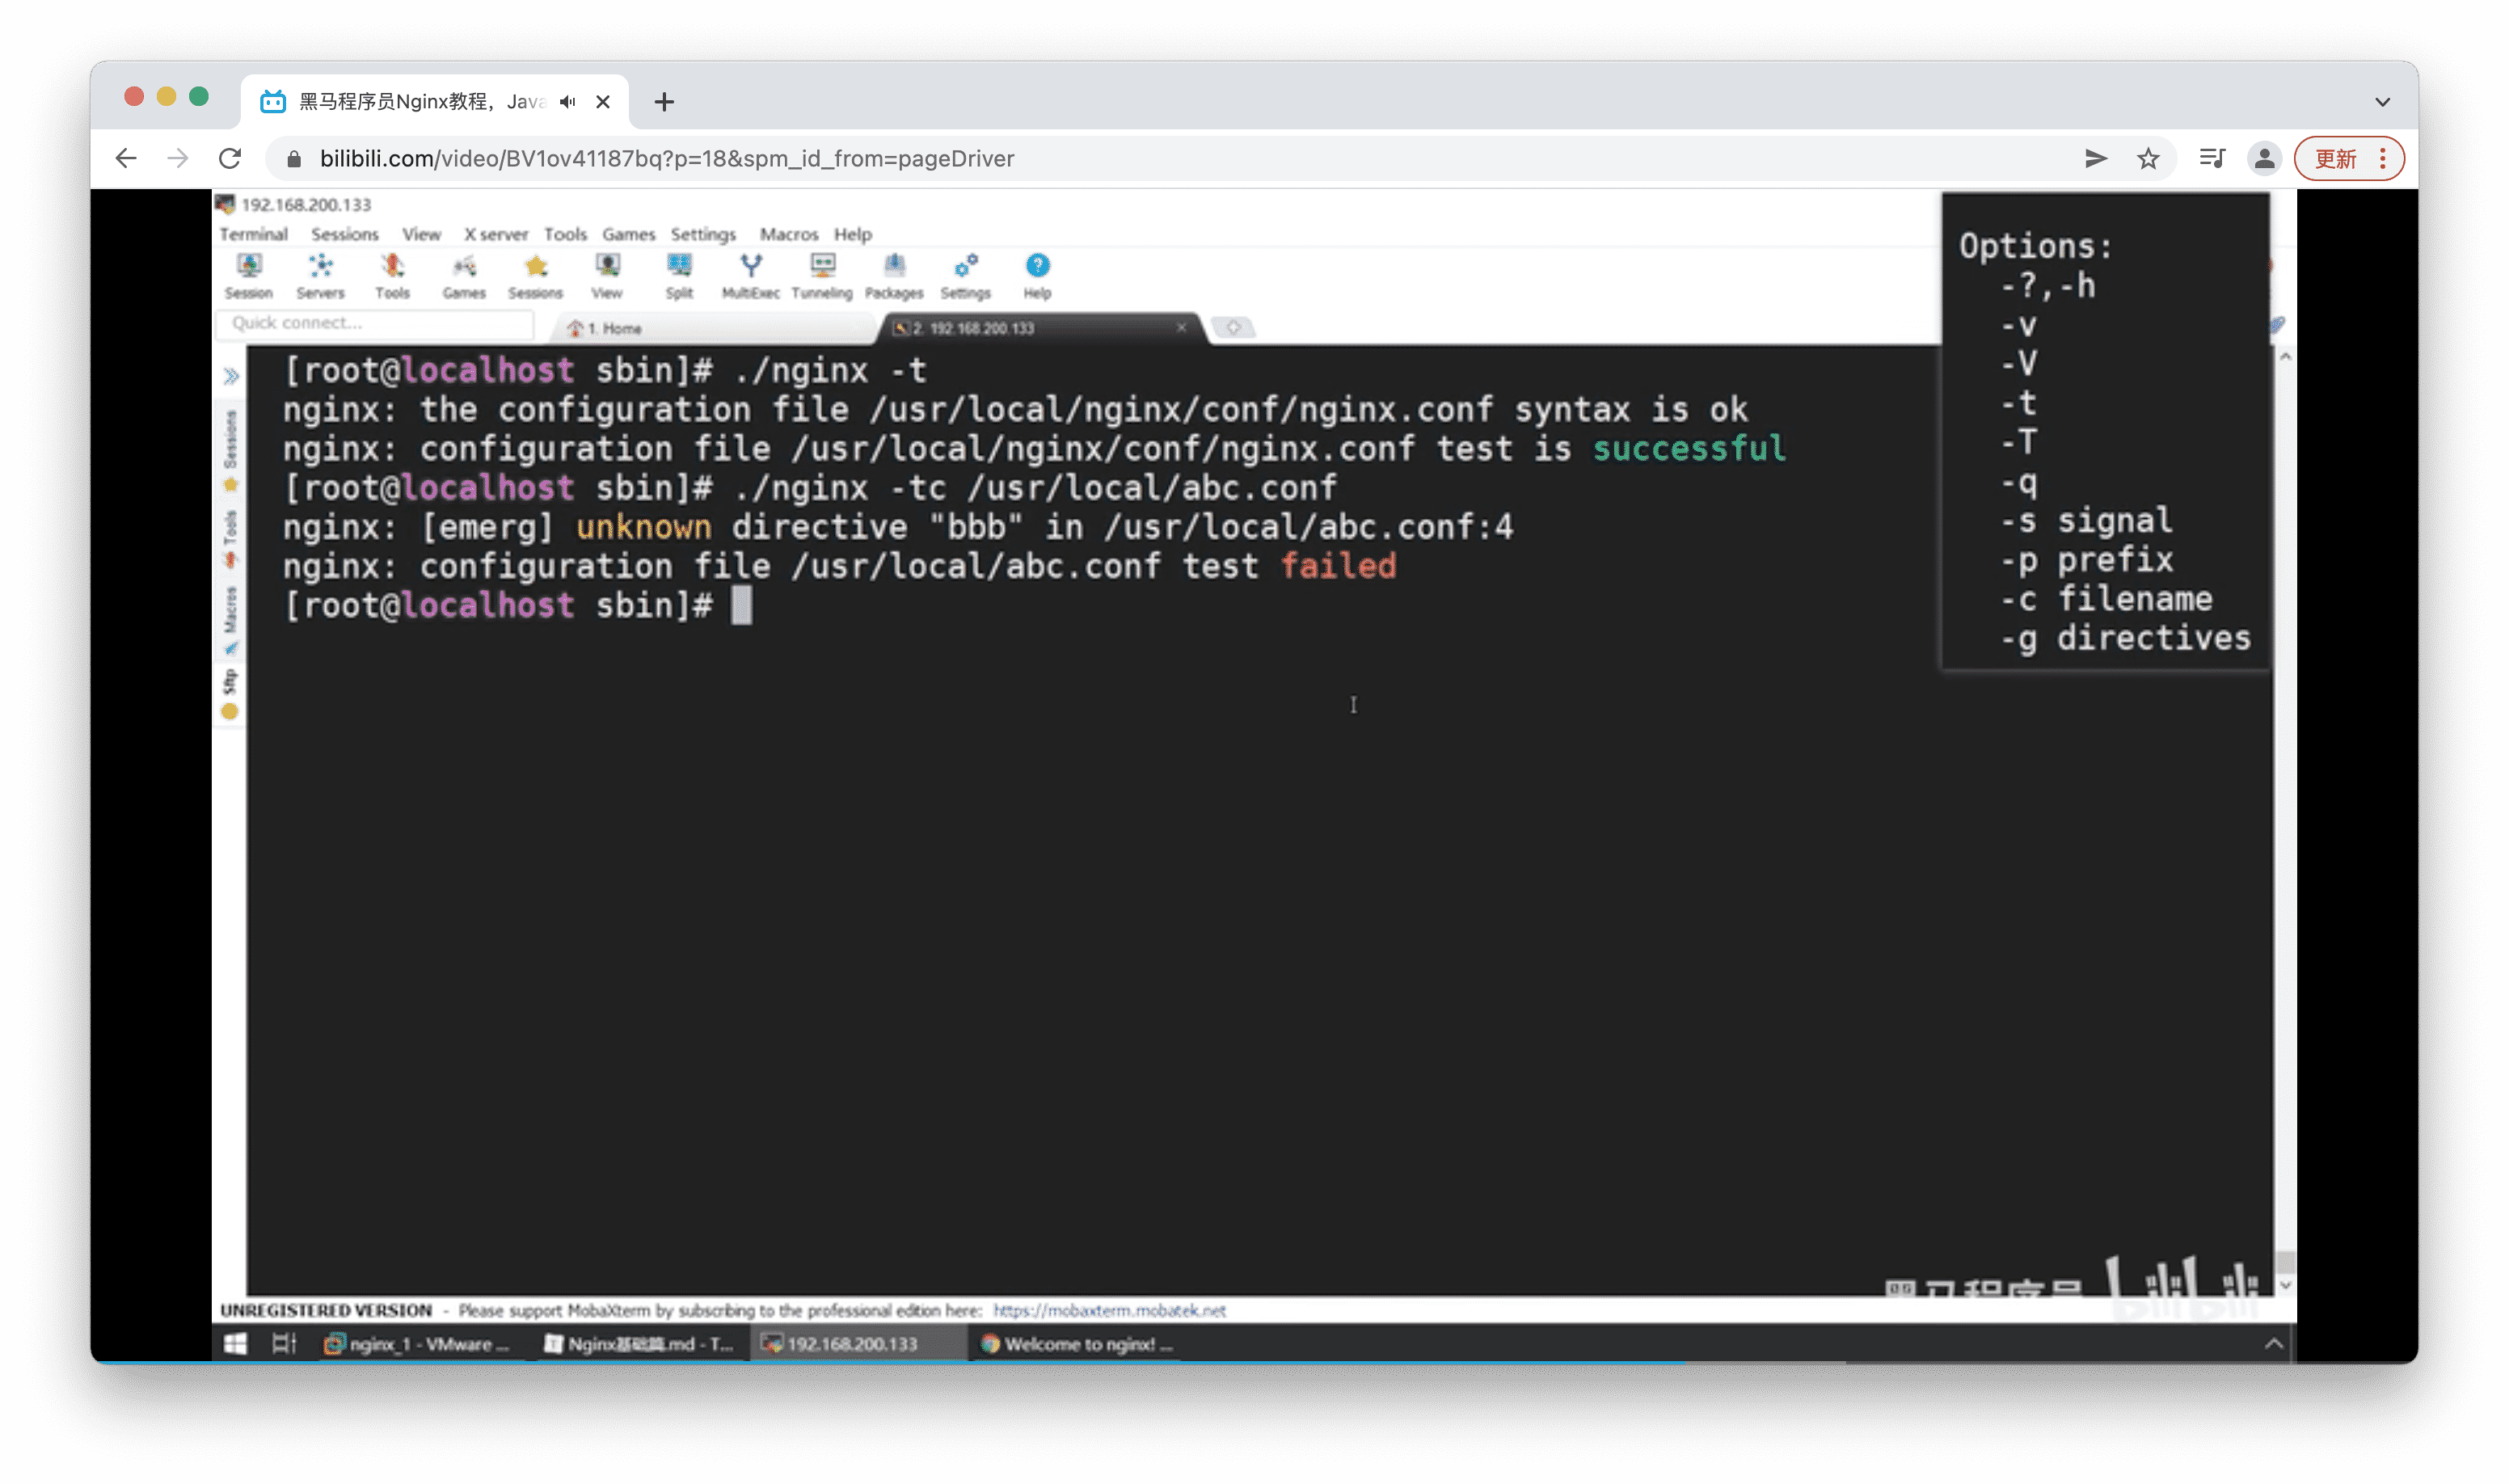 黑马程序员Nginx教程，Java
bilibili.com/video/BV1ov41187bq?p=18&spm_id_from=pageDriver
更新
192.168.200.133
Terminal Sessions View X server Tools Games Settings Macros Help
Session Servers Tools Games Sessions View Split MultiExec Tunneling Packages Settings Help
Quick connect...
1. Home
2. 192.168.200.133
Sessions
Tools
Macros
Sftp
[root@localhost sbin]# ./nginx -t
nginx: the configuration file /usr/local/nginx/conf/nginx.conf syntax is ok
nginx: configuration file /usr/local/nginx/conf/nginx.conf test is successful
[root@localhost sbin]# ./nginx -tc /usr/local/abc.conf
nginx: [emerg] unknown directive "bbb" in /usr/local/abc.conf:4
nginx: configuration file /usr/local/abc.conf test failed
[root@localhost sbin]#
Options:
-?,-h
-v
-V
-t
-T
-q
-s signal
-p prefix
-c filename
-g directives
黑马程序员 bilibili
UNREGISTERED VERSION - Please support MobaXterm by subscribing to the professional edition here: https://mobaxterm.mobatek.net
nginx_1 - VMware ...
Nginx基础篇.md - T...
192.168.200.133
Welcome to nginx! ...